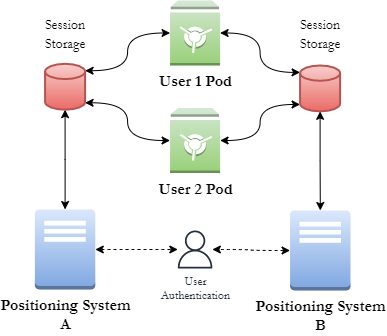 Session
Storage
User 1 Pod
Session
Storage
User 2 Pod
User
Authentication
Positioning System
A
Positioning System
B